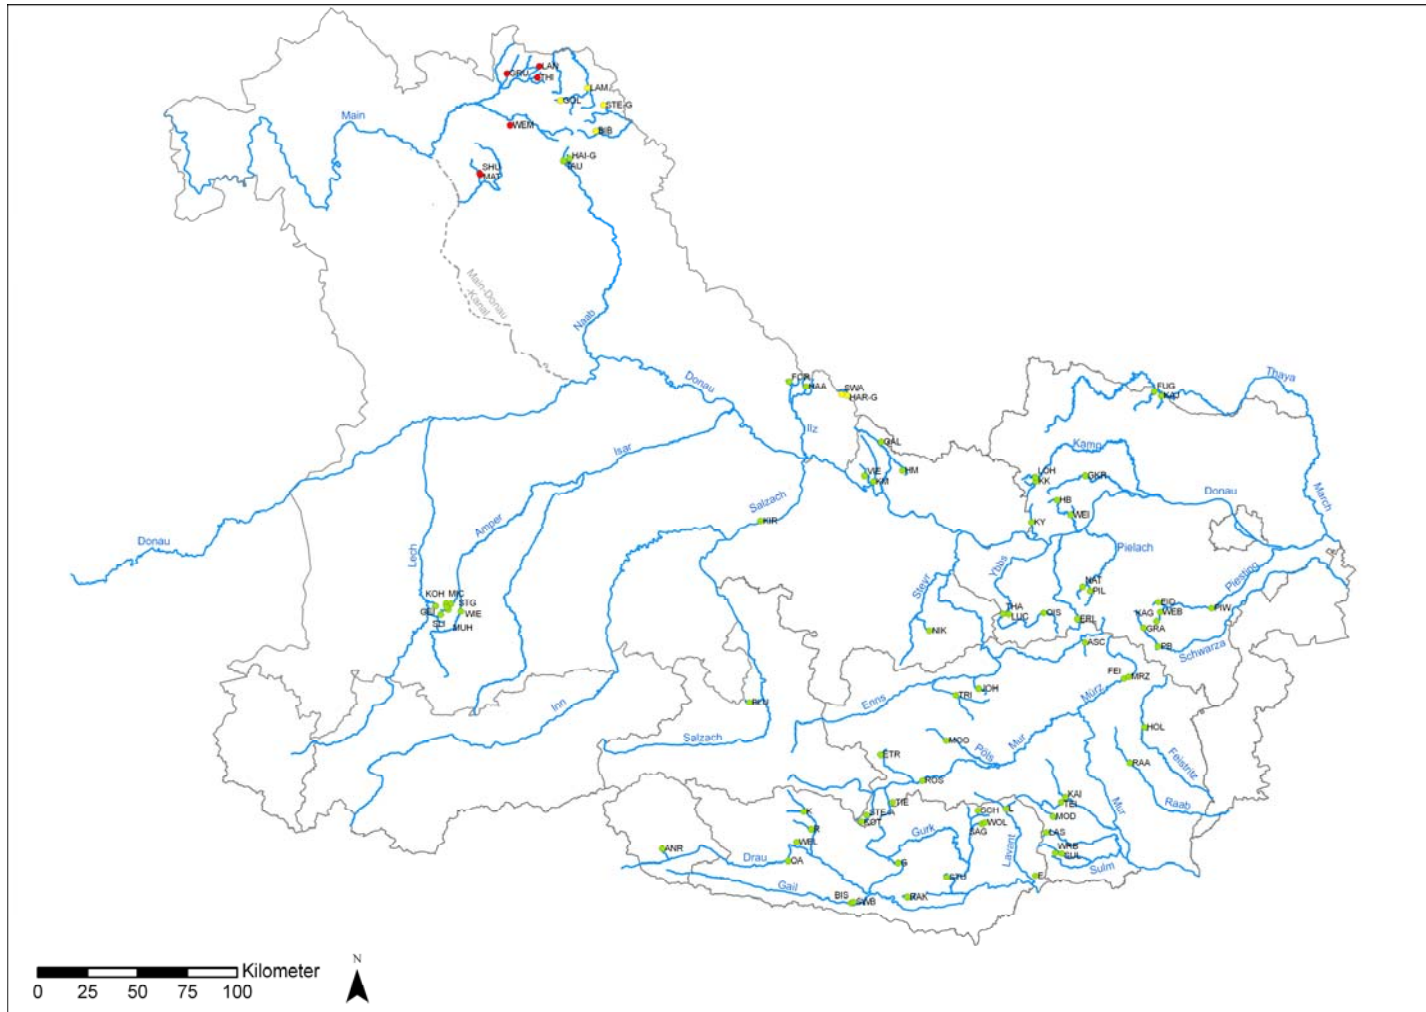 LAN
GRU
THI
LAM
GOL
STE-G
Main
WEM
BIB
HAI-G
TAU
SHU
MAT
Main-Donau
-Kanal
Naab
Donau
FOR
HAA
SWA
HAR-G
Thaya
FUG
Ilz
Isar
Kamp
GAL
VIE
HM
KM
LOH
KK
GKR
HB
Donau
WEI
March
Salzach
KIR
KY
Amper
Donau
Lech
Steyr
Ybbs
Pielach
Piesting
NAT
PIL
KOH
MIC
STG
WIE
MUH
THA
LUC
OIS
ERL
WEB
PIW
KAG
GRA
PB
Schwarza
NIK
ASC
FEI
MRZ
Inn
Enns
TRI
JOH
Mürz
Salzach
MOO
Pöls
Mur
HOL
Feistritz
ETR
ROS
RAA
Raab
Mur
K
R
WEL
TIE
STE-A
KOT
Gurk
L
WOL
SAG
KAI
TEI
MOD
LAS
WRB
SUL
Sulm
Lavant
ANR
Drau
OA
G
Gail
BIS
SWB
RAK
E
Kilometer
0 25 50 75 100
N